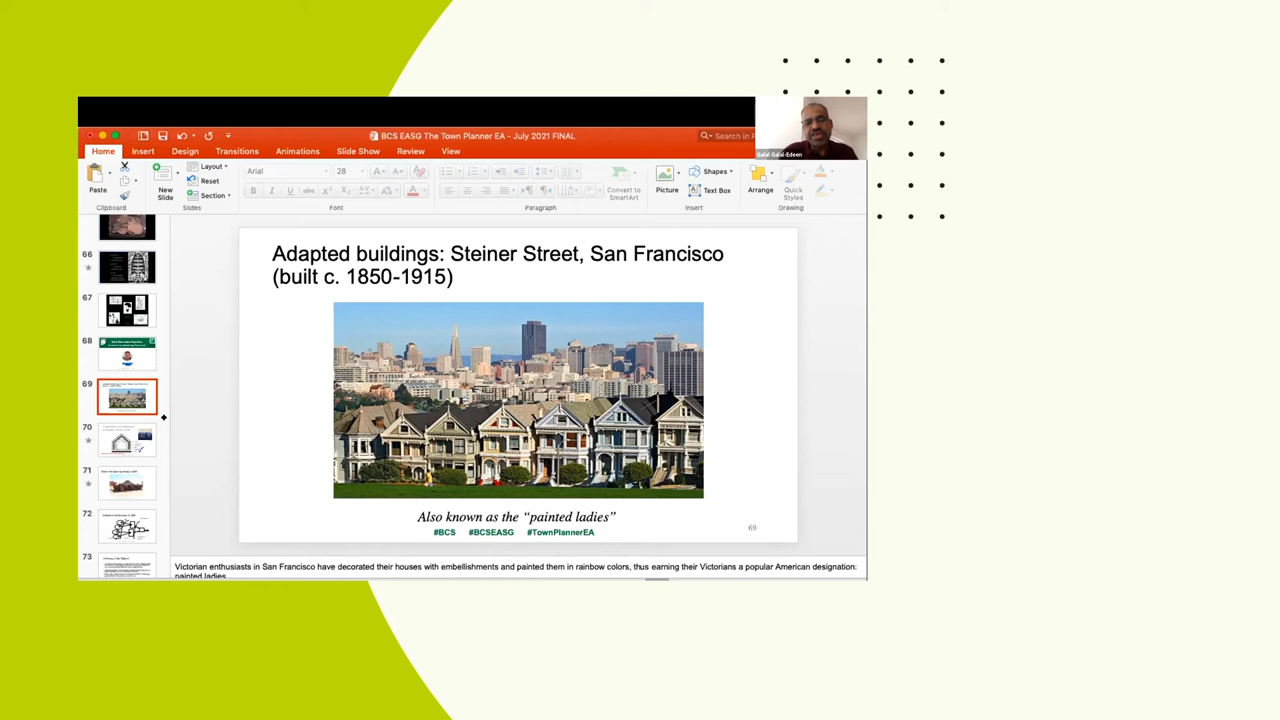 BCS EASG The Town Planner EA - July 2021 FINAL
Search in P
Galal Galal-Edeen
Home Insert Design Transitions Animations Slide Show Review View
Paste
Clipboard
New Slide
Layout
Reset
Section
Slides
Arial 28
B I U abc
Font
Paragraph
Convert to SmartArt
Picture
Shapes
Text Box
Insert
Arrange
Quick Styles
Drawing
66
67
68
69
70
71
72
73
Adapted buildings: Steiner Street, San Francisco
(built c. 1850-1915)
Also known as the “painted ladies”
#BCS #BCSEASG #TownPlannerEA
69
Victorian enthusiasts in San Francisco have decorated their houses with embellishments and painted them in rainbow colors, thus earning their Victorians a popular American designation:
painted ladies